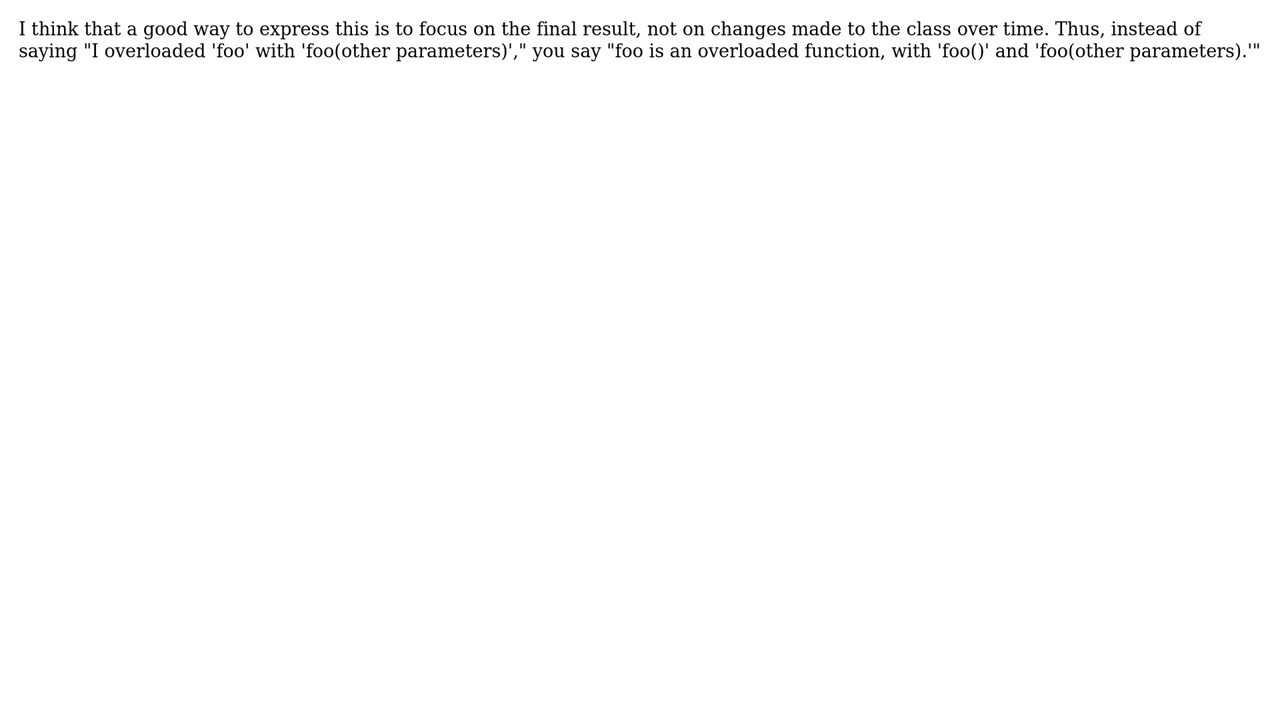 I think that a good way to express this is to focus on the final result, not on changes made to the class over time. Thus, instead of
saying "I overloaded 'foo' with 'foo(other parameters)'," you say "foo is an overloaded function, with 'foo()' and 'foo(other parameters).'"